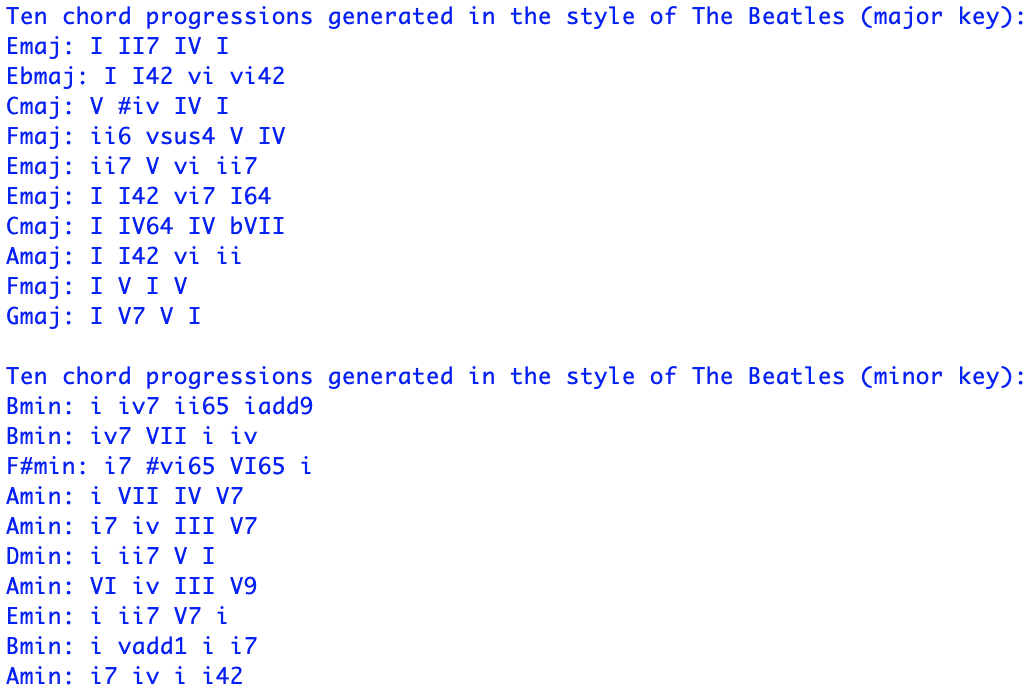 Ten chord progressions generated in the style of The Beatles (major key):
Emaj: I II7 IV I
Ebmaj: I I42 vi vi42
Cmaj: V #iv IV I
Fmaj: ii6 vsus4 V IV
Emaj: ii7 V vi ii7
Emaj: I I42 vi7 I64
Cmaj: I IV64 IV bVII
Amaj: I I42 vi ii
Fmaj: I V I V
Gmaj: I V7 V I
Ten chord progressions generated in the style of The Beatles (minor key):
Bmin: i iv7 ii65 iadd9
Bmin: iv7 VII i iv
F#min: i7 #vi65 VI65 i
Amin: i VII IV V7
Amin: i7 iv III V7
Dmin: i ii7 V I
Amin: VI iv III V9
Emin: i ii7 V7 i
Bmin: i vadd1 i i7
Amin: i7 iv i i42